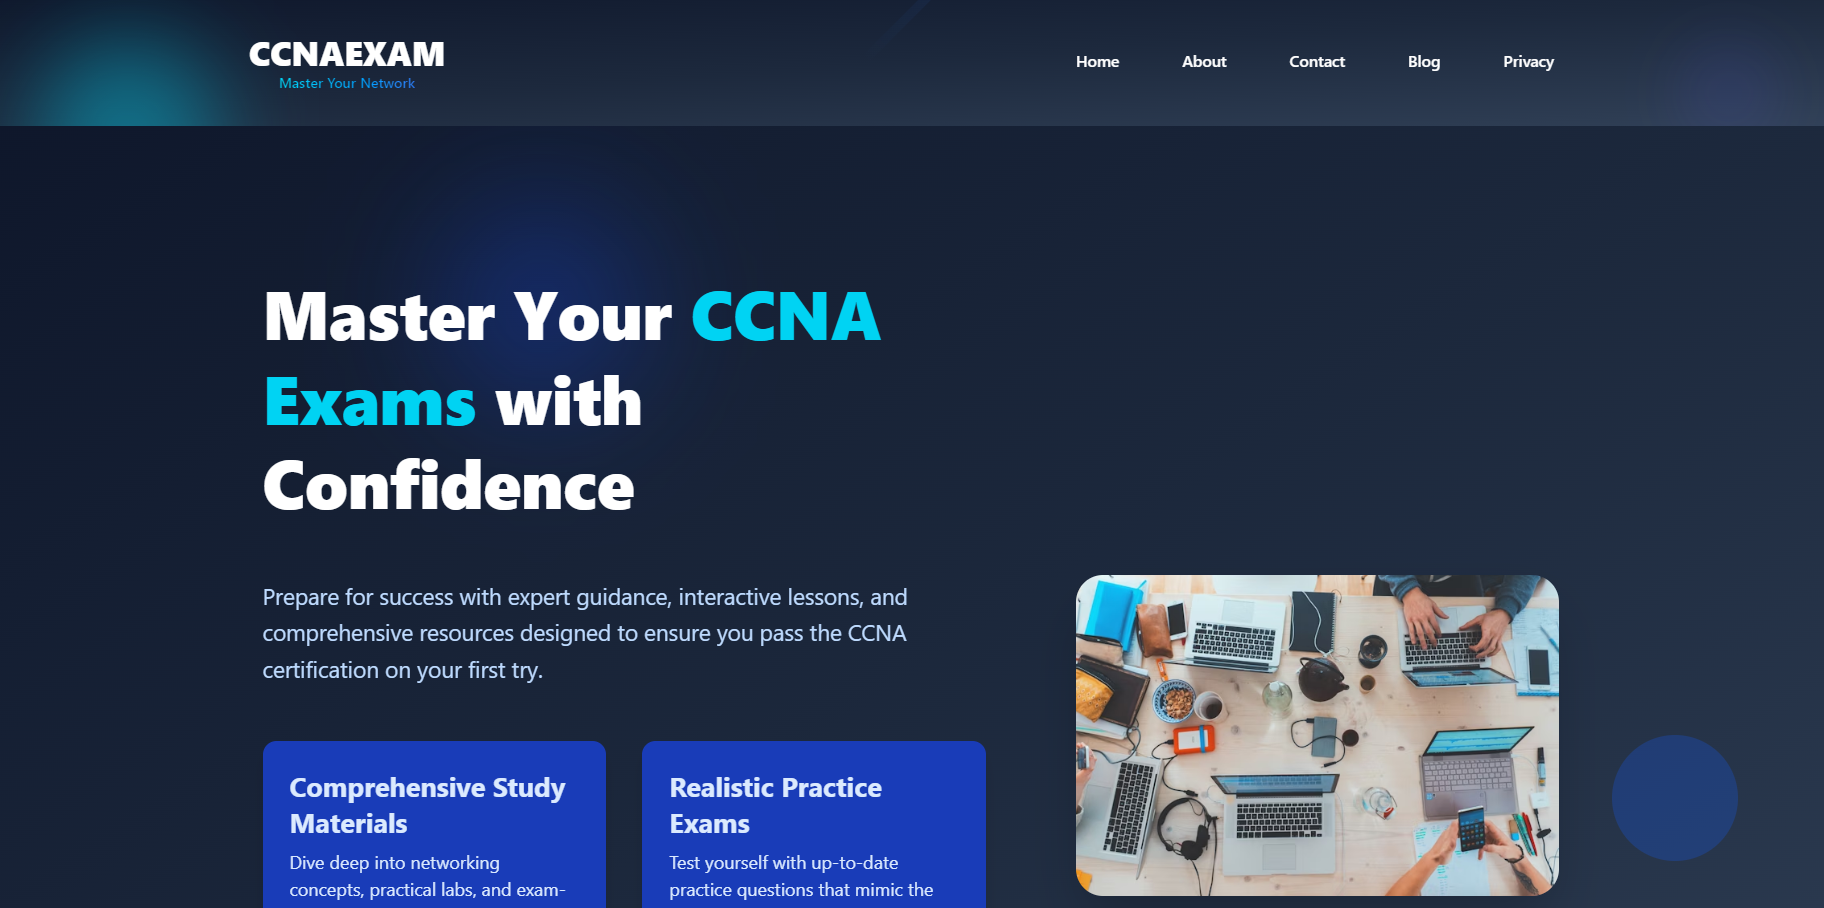 CCNAEXAM
Master Your Network
Home About Contact Blog Privacy
Master Your CCNA
Exams with
Confidence
Prepare for success with expert guidance, interactive lessons, and
comprehensive resources designed to ensure you pass the CCNA
certification on your first try.
Comprehensive Study
Materials
Dive deep into networking
concepts, practical labs, and exam-
Realistic Practice
Exams
Test yourself with up-to-date
practice questions that mimic the